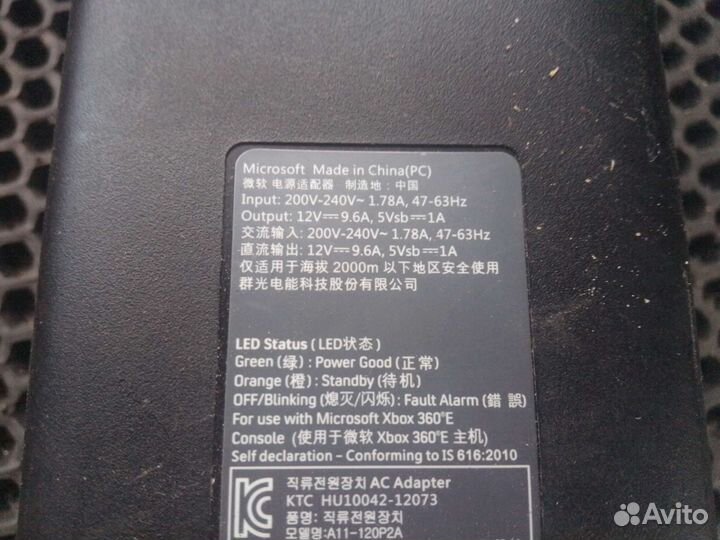 Microsoft Made in China(PC)
微软 电源适配器 制造地:中国
Input: 200V-240V~ 1.78A, 47-63Hz
Output: 12V⎓9.6A, 5Vsb⎓1A
交流输入: 200V-240V~ 1.78A, 47-63Hz
直流输出: 12V⎓9.6A, 5Vsb⎓1A
仅适用于海拔 2000m 以下地区安全使用
群光电能科技股份有限公司
LED Status (LED状态)
Green (绿) : Power Good (正常)
Orange (橙) : Standby (待机)
OFF/Blinking (熄灭/闪烁) : Fault Alarm (錯 誤)
For use with Microsoft Xbox 360®E
Console (使用于微软 Xbox 360®E 主机)
Self declaration – Conforming to IS 616:2010
직류전원장치 AC Adapter
KTC HU10042-12073
품명: 직류전원장치
모델명:A11-120P2A
Avito